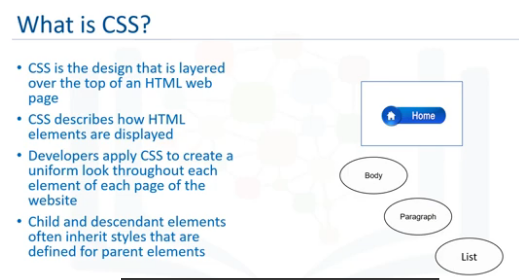 What is CSS?
• CSS is the design that is layered
over the top of an HTML web
page
• CSS describes how HTML
elements are displayed
• Developers apply CSS to create a
uniform look throughout each
element of each page of the
website
• Child and descendant elements
often inherit styles that are
defined for parent elements
Home
Body
Paragraph
List